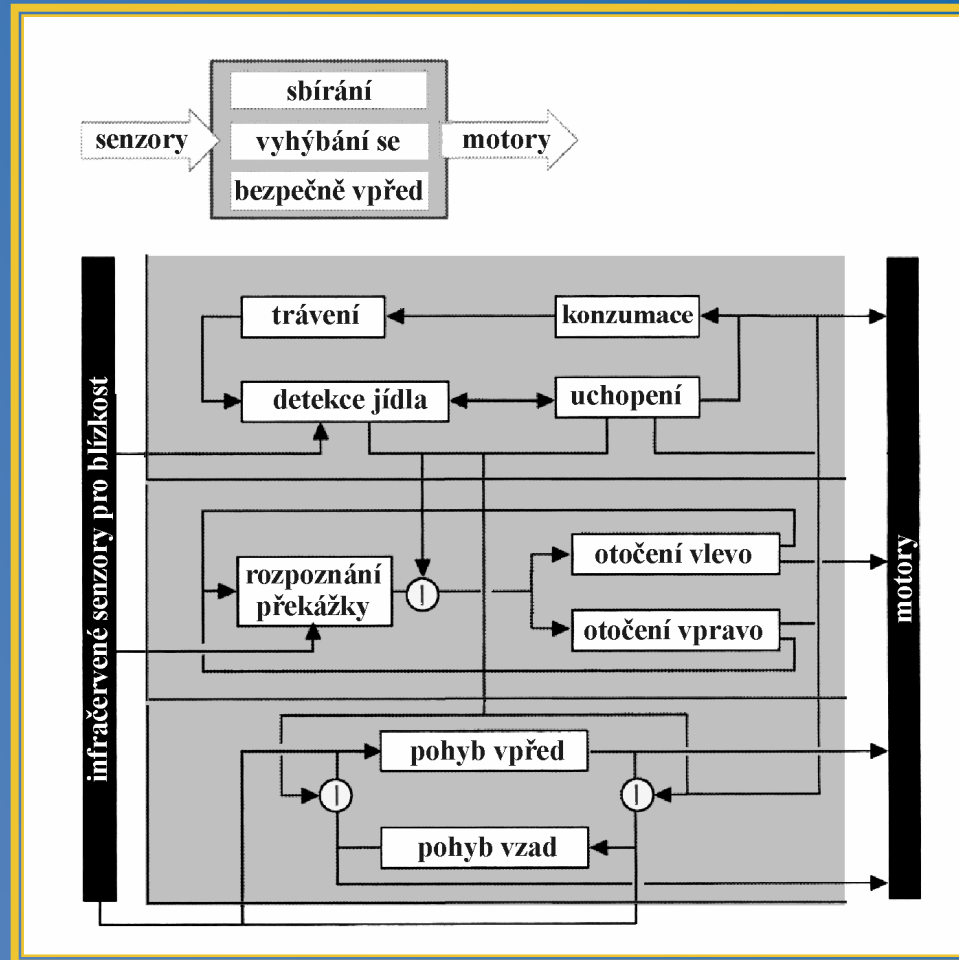 sbírání
senzory
vyhýbání se
motory
bezpečně vpřed
trávení
konzumace
detekce jídla
uchopení
infračervené senzory pro blízkost
otočení vlevo
rozpoznání
překážky
otočení vpravo
motory
pohyb vpřed
pohyb vzad